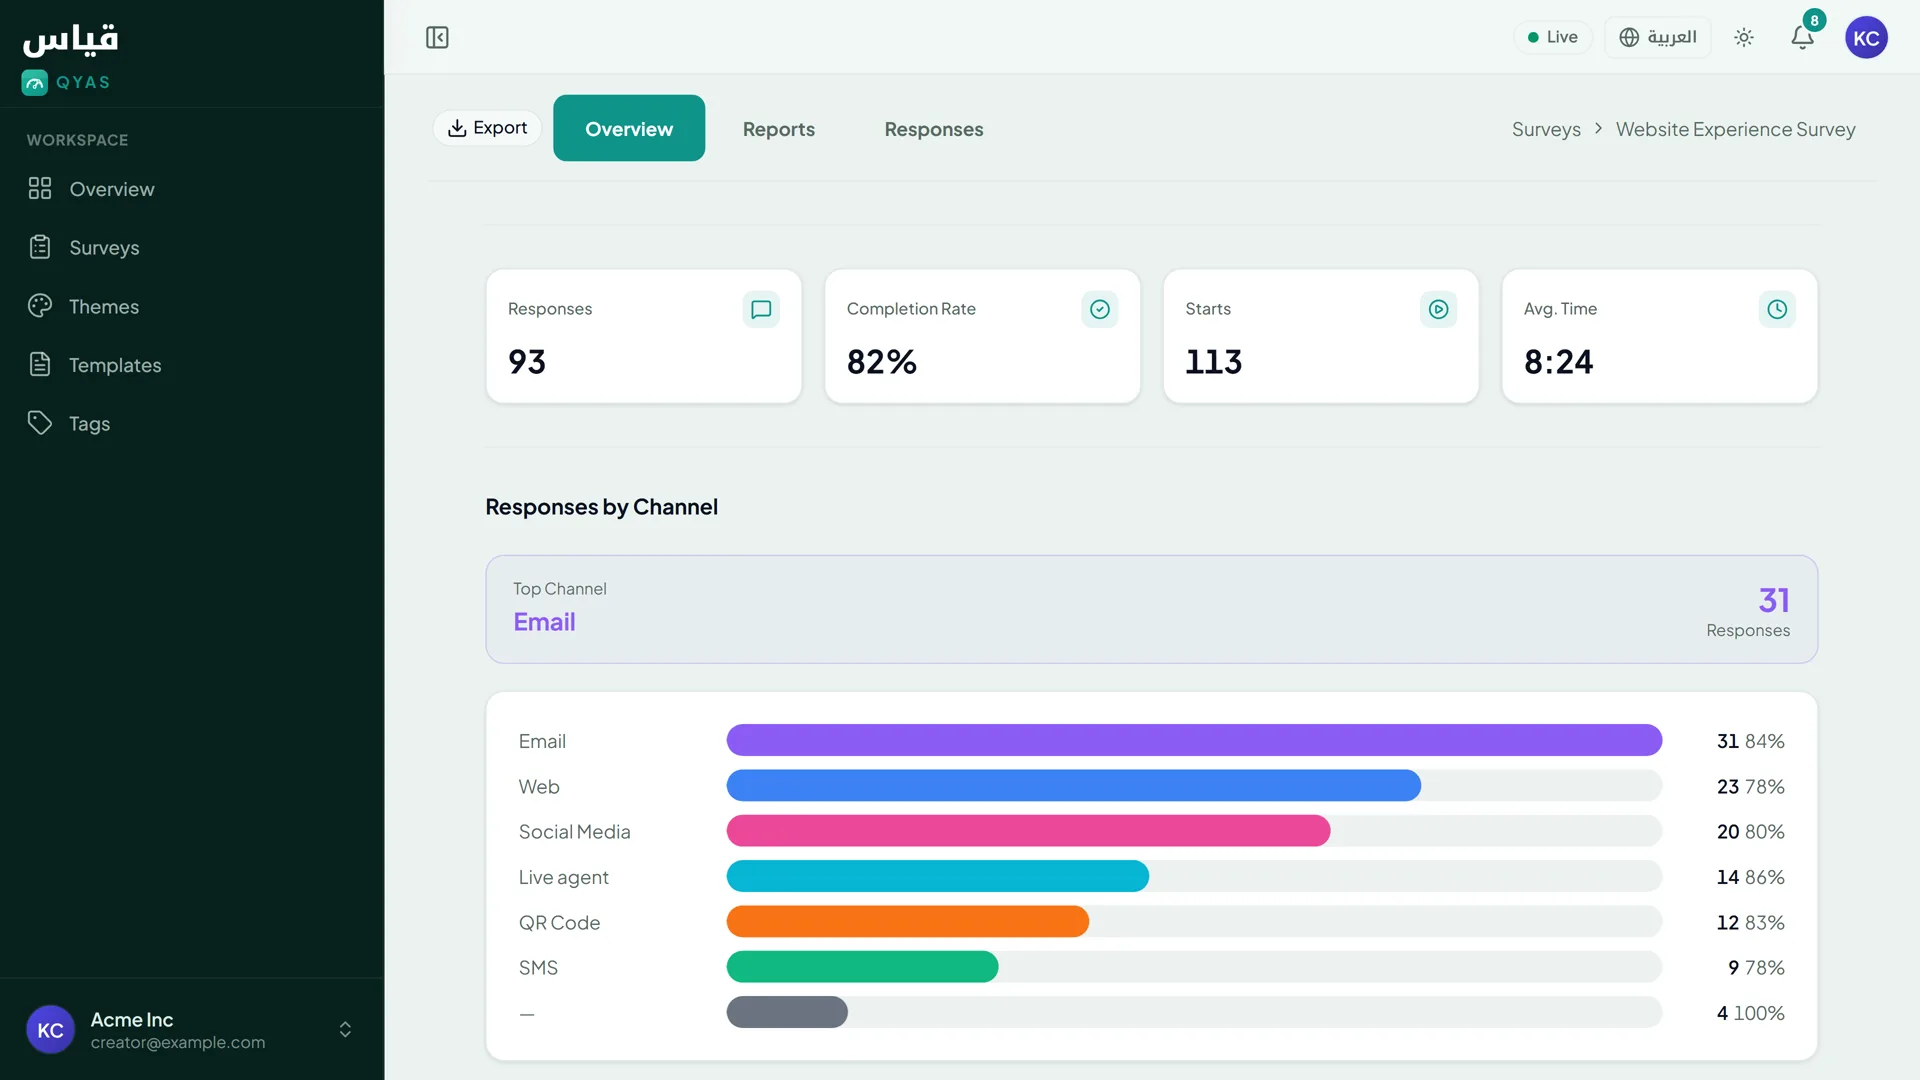 قياس
QYAS
WORKSPACE
Overview
Surveys
Themes
Templates
Tags
KC
Acme Inc
creator@example.com
Live
العربية
8
KC
Export
Overview
Reports
Responses
Surveys > Website Experience Survey
Responses
93
Completion Rate
82%
Starts
113
Avg. Time
8:24
Responses by Channel
Top Channel
Email
31
Responses
Email 31 84%
Web 23 78%
Social Media 20 80%
Live agent 14 86%
QR Code 12 83%
SMS 9 78%
— 4 100%